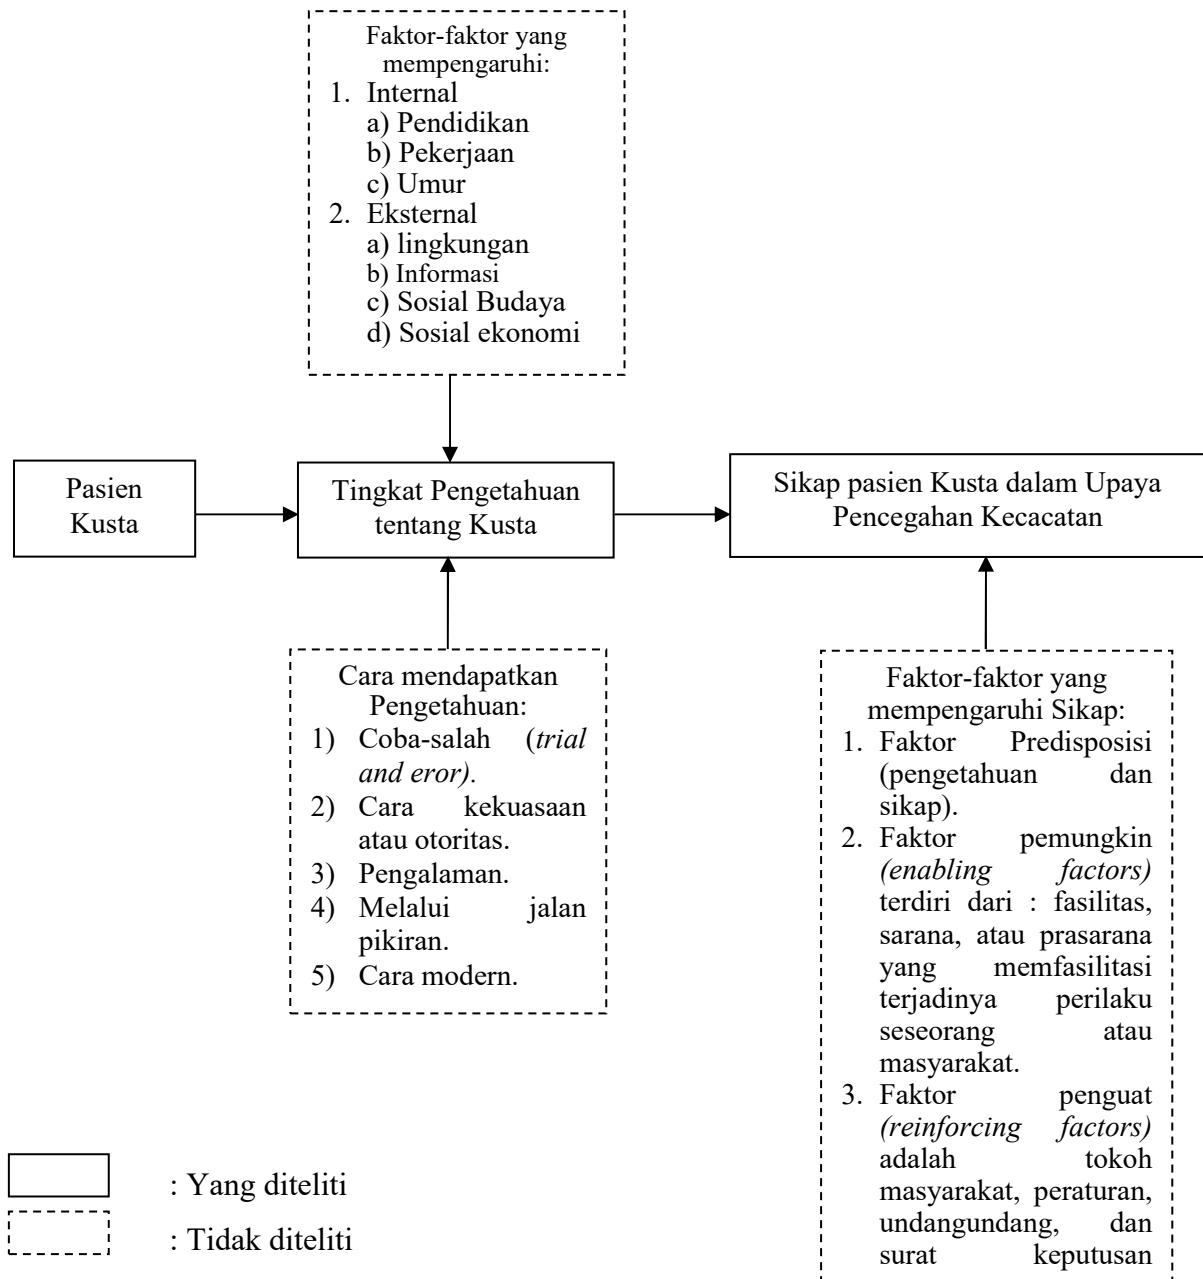 Faktor-faktor yang
mempengaruhi:
1. Internal
a) Pendidikan
b) Pekerjaan
c) Umur
2. Eksternal
a) lingkungan
b) Informasi
c) Sosial Budaya
d) Sosial ekonomi
Pasien
Kusta
Tingkat Pengetahuan
tentang Kusta
Sikap pasien Kusta dalam Upaya
Pencegahan Kecacatan
Cara mendapatkan
Pengetahuan:
1) Coba-salah (trial
and eror).
2) Cara kekuasaan
atau otoritas.
3) Pengalaman.
4) Melalui jalan
pikiran.
5) Cara modern.
Faktor-faktor yang
mempengaruhi Sikap:
1. Faktor Predisposisi
(pengetahuan dan
sikap).
2. Faktor pemungkin
(enabling factors)
terdiri dari : fasilitas,
sarana, atau prasarana
yang memfasilitasi
terjadinya perilaku
seseorang atau
masyarakat.
3. Faktor penguat
(reinforcing factors)
adalah tokoh
masyarakat, peraturan,
undangundang, dan
surat keputusan
: Yang diteliti
: Tidak diteliti